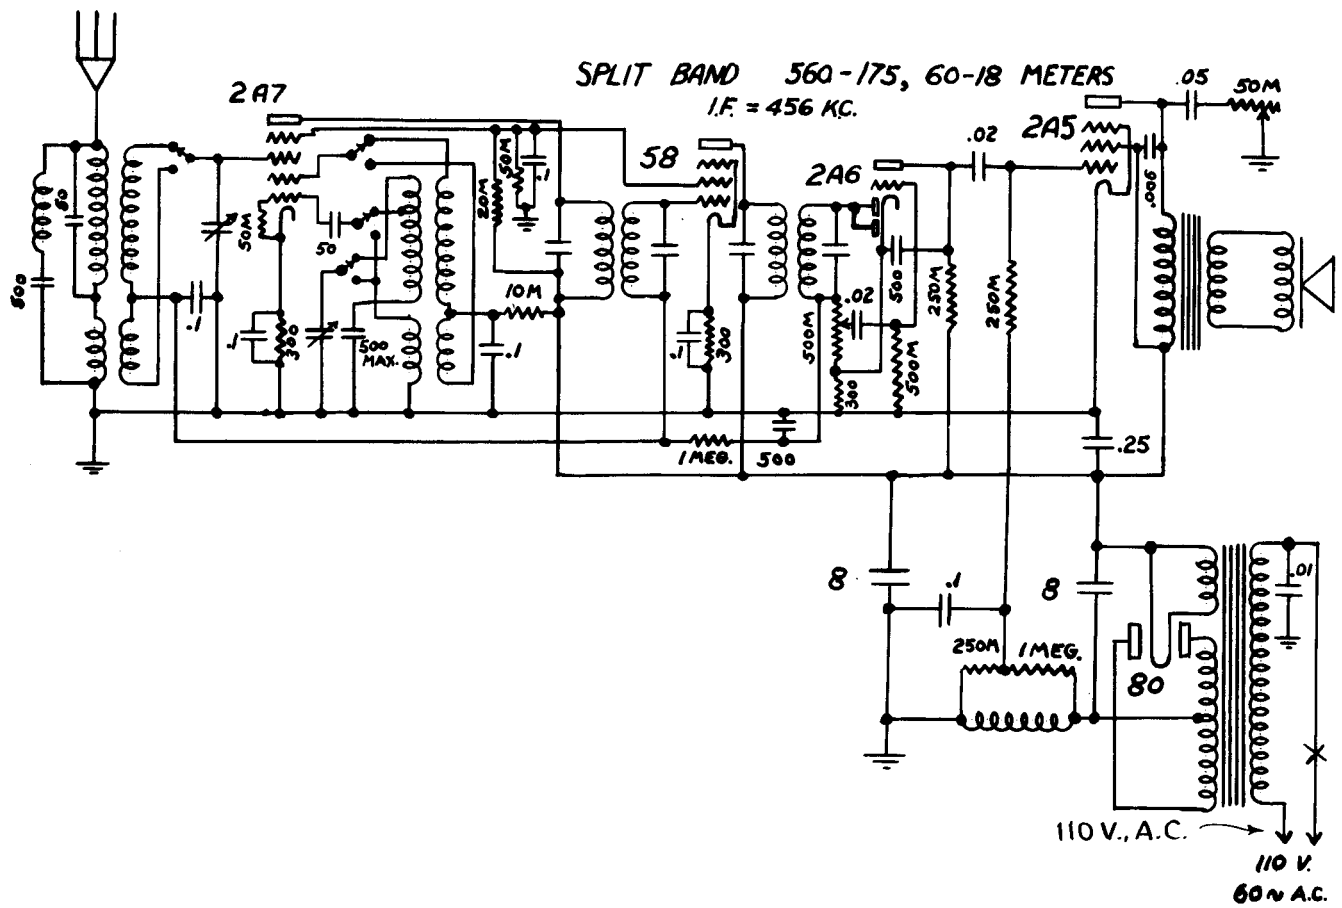 SPLIT BAND 560-175, 60-18 METERS
I.F. = 456 KC.
2A7
58
2A6
2A5
.05
50M
.02
.006
80
500
.1
50M
50
.1
300
500 MAX.
.1
20M
50M
.1
10M
.1
300
.02
500M
300
500
500M
250M
250M
1 MEG.
500
.25
8
.1
8
250M
1 MEG.
80
.01
110 V., A.C.
110 V.
60~ A.C.